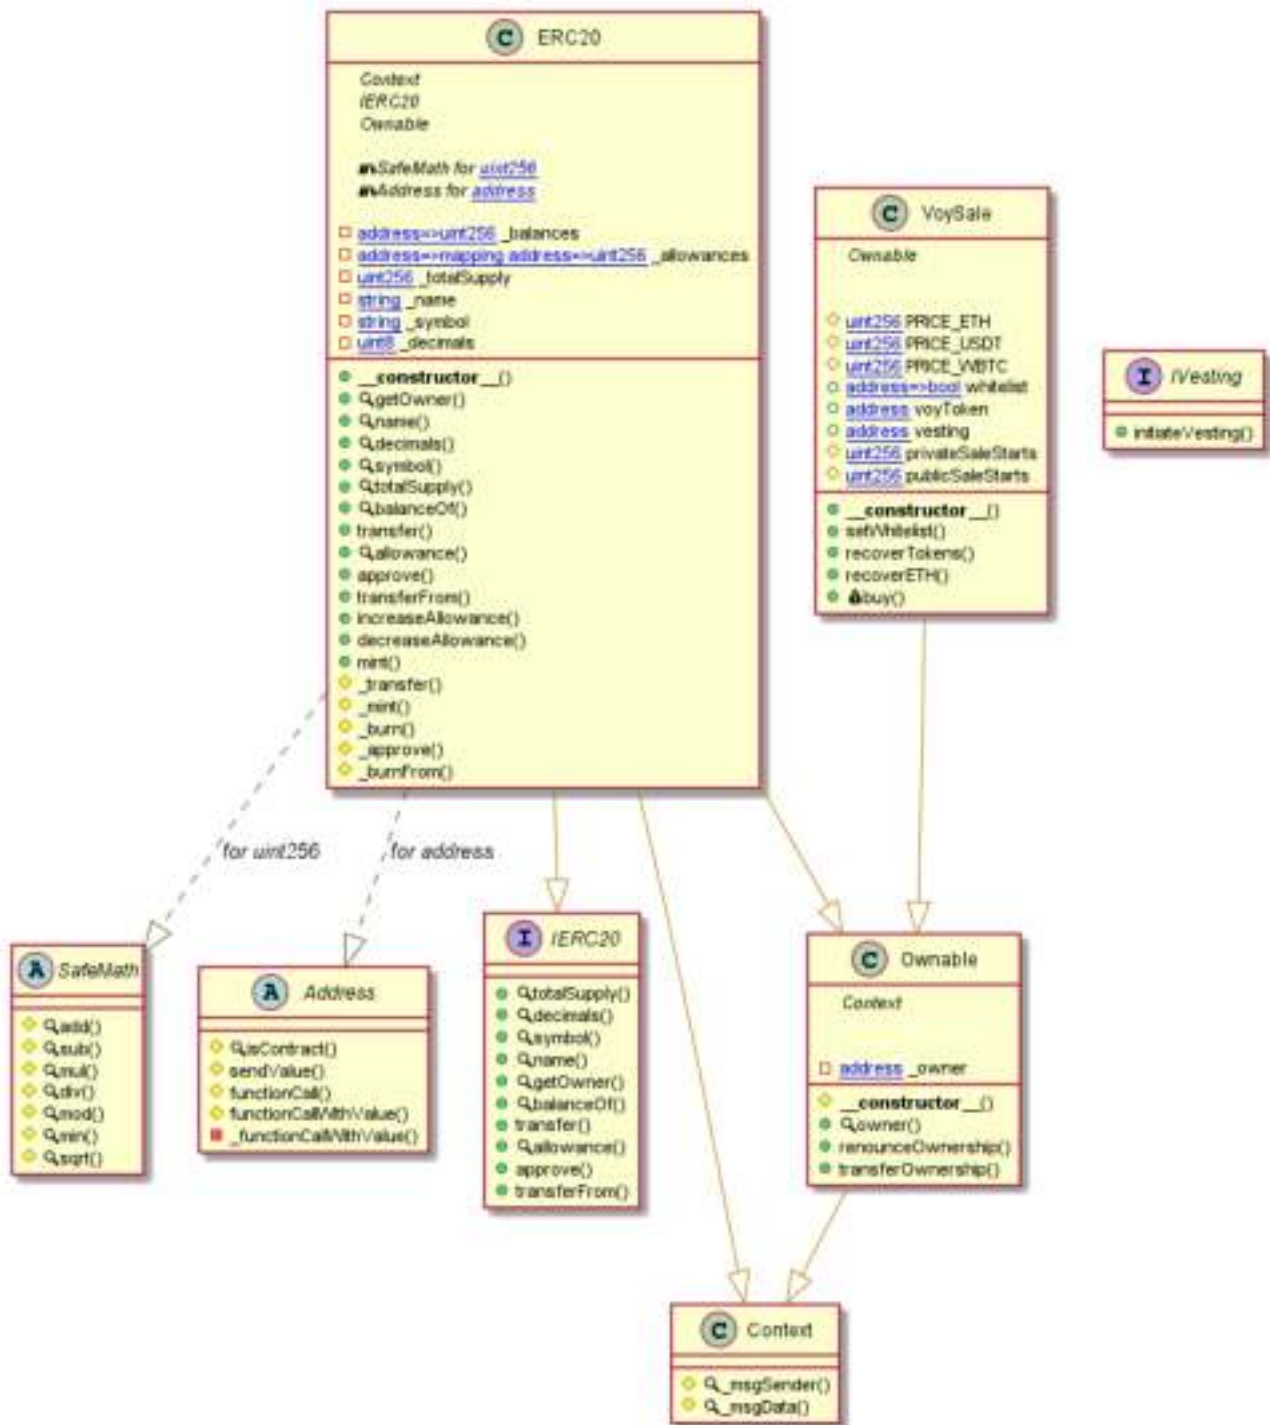 C ERC20
Context
IERC20
Ownable
SafeMath for uint256
Address for address
address=>uint256 _balances
address=>mapping address=>uint256 _allowances
uint256 _totalSupply
string _name
string _symbol
uint8 _decimals
__constructor__()
getOwner()
name()
decimals()
symbol()
totalSupply()
balanceOf()
transfer()
allowance()
approve()
transferFrom()
increaseAllowance()
decreaseAllowance()
mint()
_transfer()
_mint()
_burn()
_approve()
_burnFrom()
C VoySale
Ownable
uint256 PRICE_ETH
uint256 PRICE_USDT
uint256 PRICE_WBTC
address=>bool whitelist
address voyToken
address vesting
uint256 privateSaleStarts
uint256 publicSaleStarts
__constructor__()
setWhitelist()
recoverTokens()
recoverETH()
buy()
I IVesting
initiateVesting()
for uint256
for address
A SafeMath
add()
sub()
mul()
div()
mod()
min()
sqrt()
A Address
isContract()
sendValue()
functionCall()
functionCallWithValue()
_functionCallWithValue()
I IERC20
totalSupply()
decimals()
symbol()
name()
getOwner()
balanceOf()
transfer()
allowance()
approve()
transferFrom()
C Ownable
Context
address _owner
__constructor__()
owner()
renounceOwnership()
transferOwnership()
C Context
_msgSender()
_msgData()